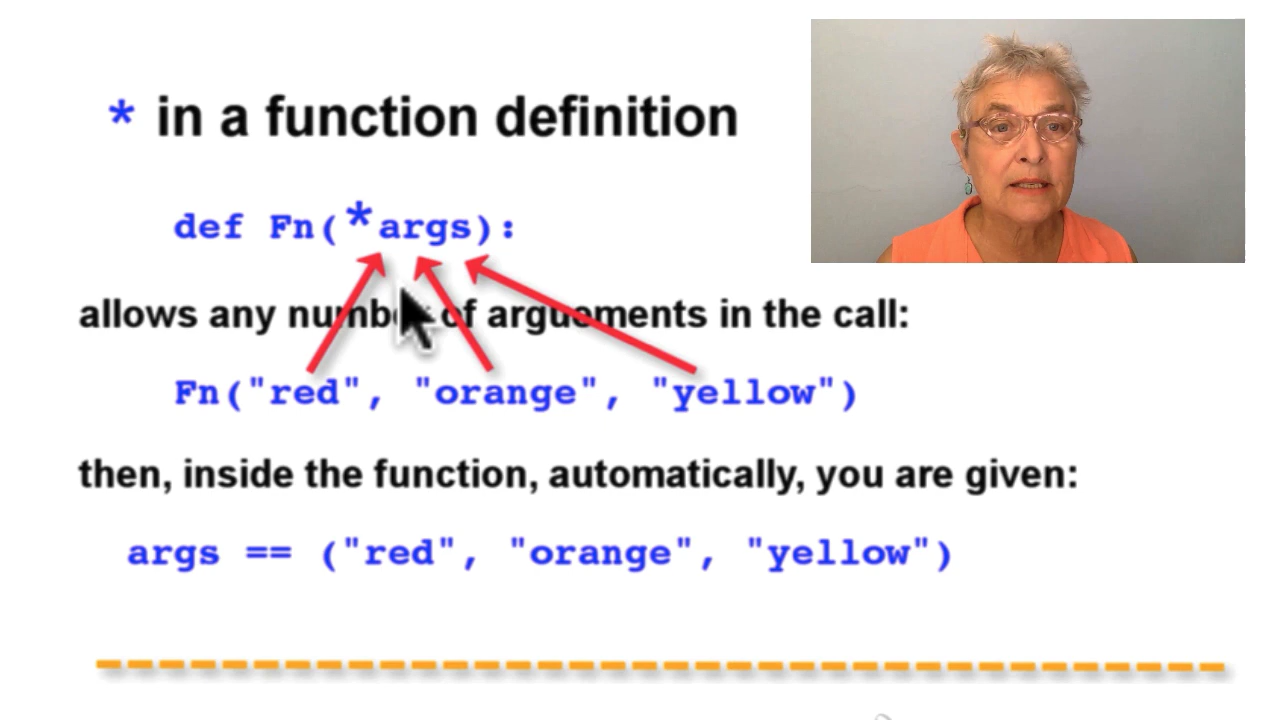 * in a function definition
def Fn(*args):
allows any number of arguements in the call:
Fn("red", "orange", "yellow")
then, inside the function, automatically, you are given:
args == ("red", "orange", "yellow")